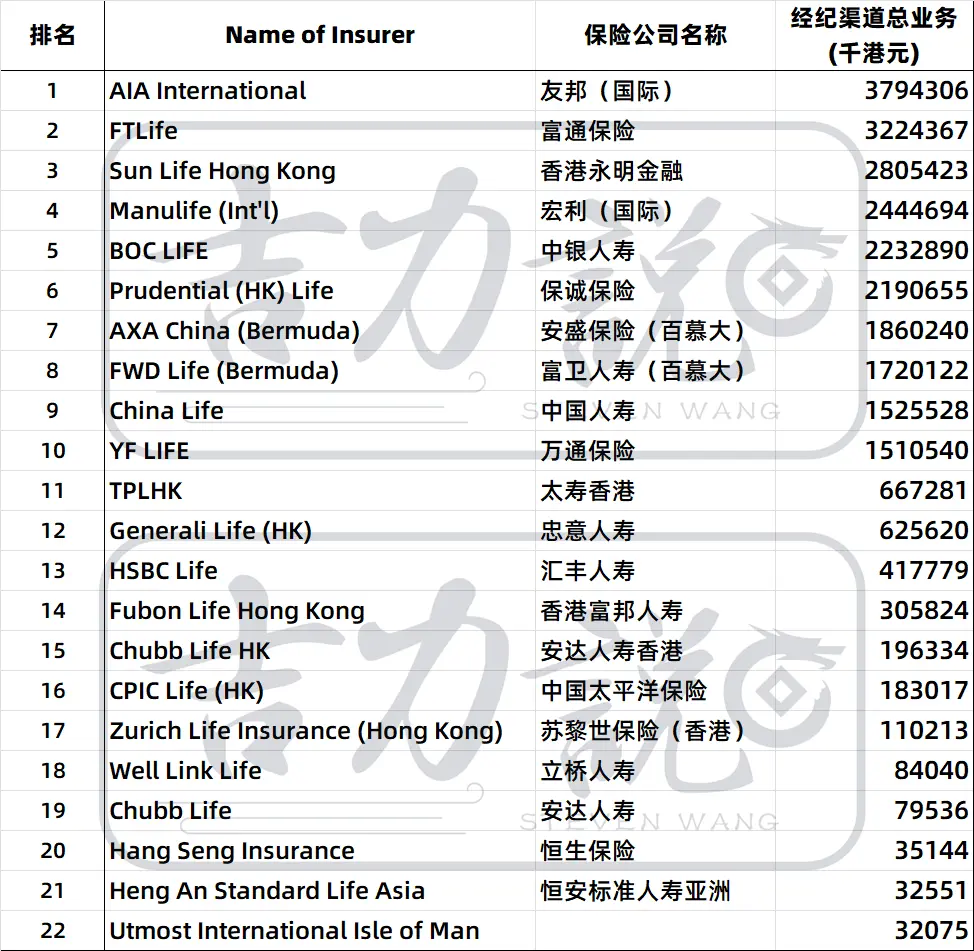 排名 Name of Insurer 保险公司名称 经纪渠道总业务
(千港元)
1 AIA International 友邦（国际） 3794306
2 FTLife 富通保险 3224367
3 Sun Life Hong Kong 香港永明金融 2805423
4 Manulife (Int'l) 宏利（国际） 2444694
5 BOC LIFE 中银人寿 2232890
6 Prudential (HK) Life 保诚保险 2190655
7 AXA China (Bermuda) 安盛保险（百慕大） 1860240
8 FWD Life (Bermuda) 富卫人寿（百慕大） 1720122
9 China Life 中国人寿 1525528
10 YF LIFE 万通保险 1510540
11 TPLHK 太寿香港 667281
12 Generali Life (HK) 忠意人寿 625620
13 HSBC Life 汇丰人寿 417779
14 Fubon Life Hong Kong 香港富邦人寿 305824
15 Chubb Life HK 安达人寿香港 196334
16 CPIC Life (HK) 中国太平洋保险 183017
17 Zurich Life Insurance (Hong Kong) 苏黎世保险（香港） 110213
18 Well Link Life 立桥人寿 84040
19 Chubb Life 安达人寿 79536
20 Hang Seng Insurance 恒生保险 35144
21 Heng An Standard Life Asia 恒安标准人寿亚洲 32551
22 Utmost International Isle of Man 32075
吉力説
STEVEN WANG
吉力説
STEVEN WANG